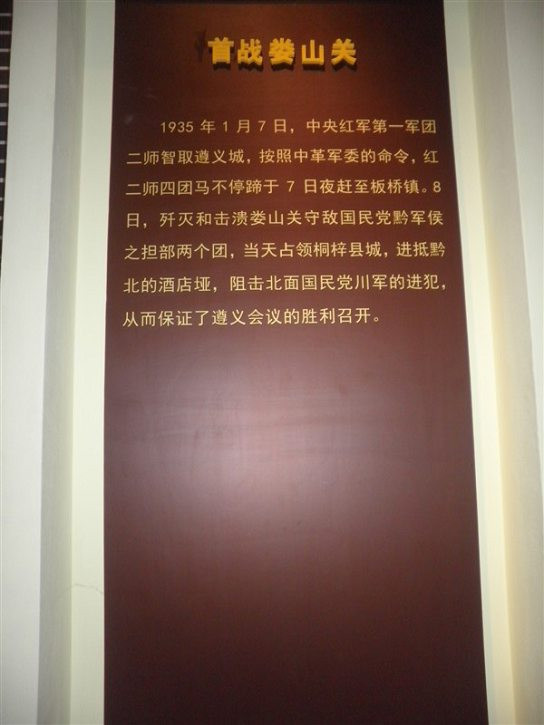 首战娄山关
1935年1月7日，中央红军第一军团
二师智取遵义城，按照中革军委的命令，红
二师四团马不停蹄于 7 日夜赶至板桥镇。8
日，歼灭和击溃娄山关守敌国民党黔军侯
之担部两个团，当天占领桐梓县城，进抵黔
北的酒店垭，阻击北面国民党川军的进犯，
从而保证了遵义会议的胜利召开。